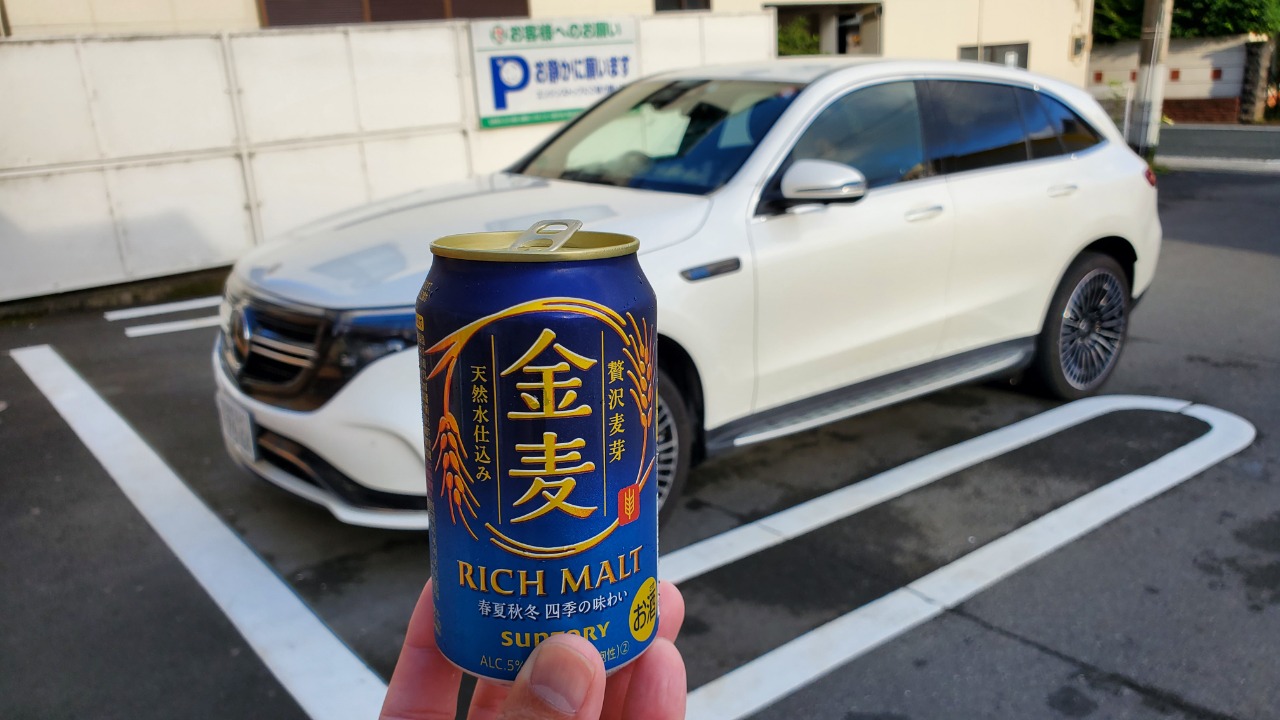 お客様へのお願い
P お静かに願います
金麦
贅沢麦芽
天然水仕込み
RICH MALT
春夏秋冬 四季の味わい
お酒
SUNTORY
ALC.5%
性)②